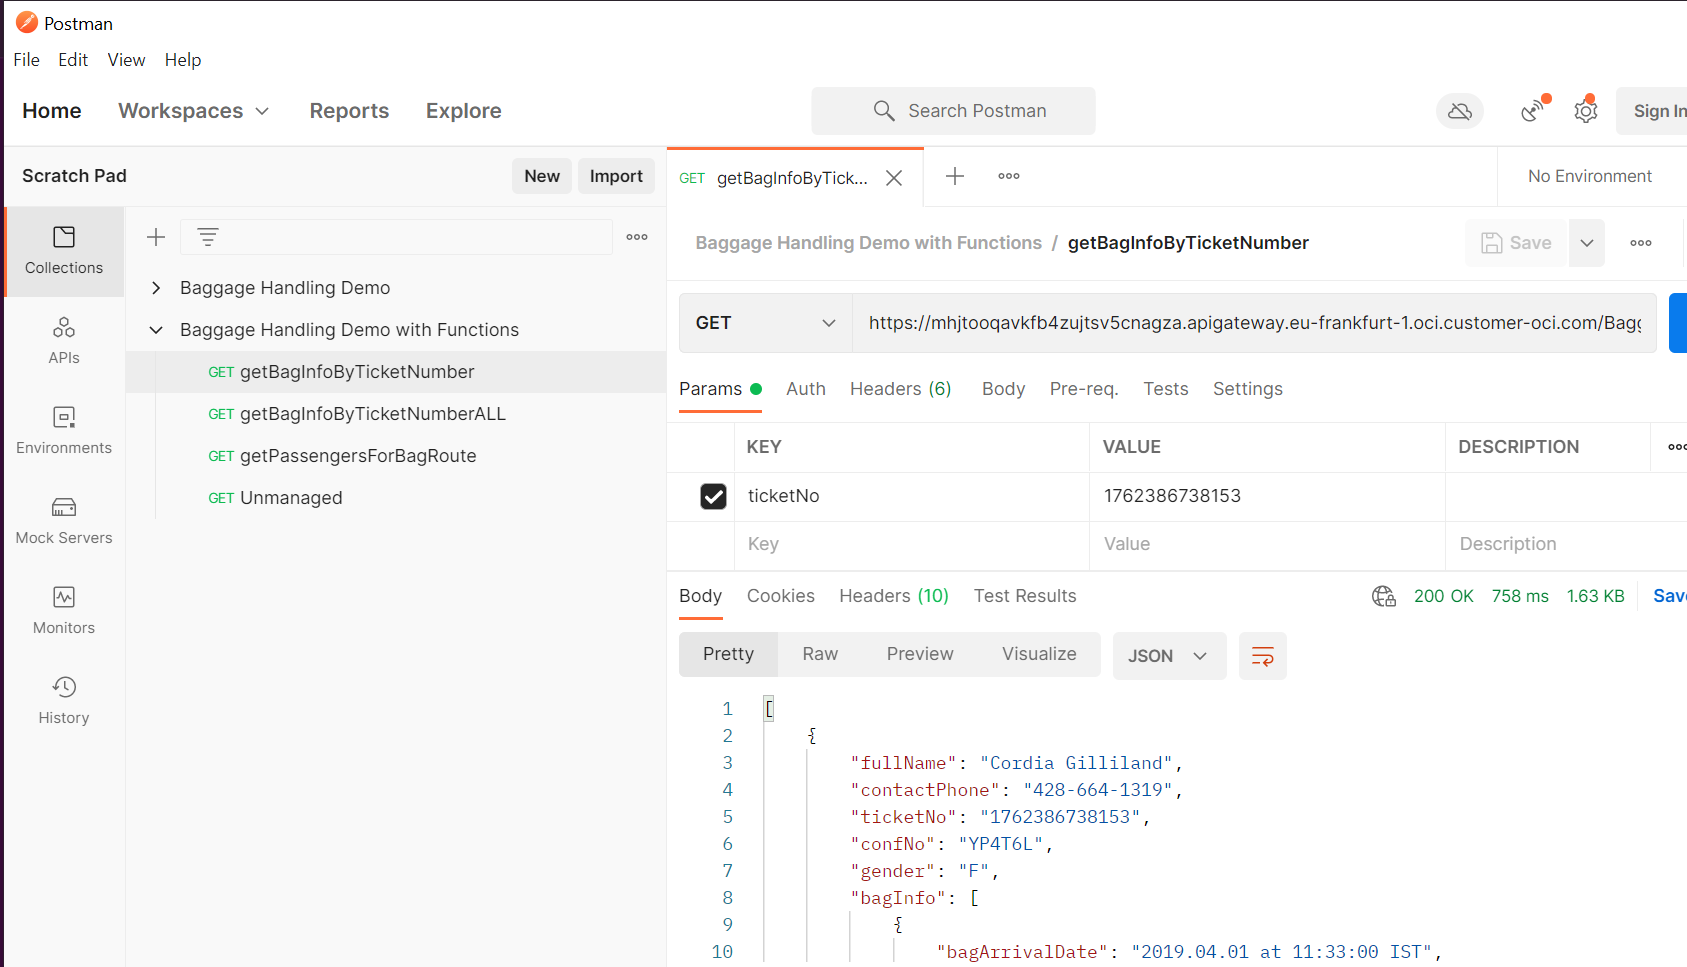 Postman
File Edit View Help
Home Workspaces Reports Explore Search Postman Sign In
Scratch Pad New Import
GET getBagInfoByTick... No Environment
Collections
APIs
Environments
Mock Servers
Monitors
History
Baggage Handling Demo
Baggage Handling Demo with Functions
GET getBagInfoByTicketNumber
GET getBagInfoByTicketNumberALL
GET getPassengersForBagRoute
GET Unmanaged
Baggage Handling Demo with Functions / getBagInfoByTicketNumber Save
GET https://mhjtooqavkfb4zujtsv5cnagza.apigateway.eu-frankfurt-1.oci.customer-oci.com/Bagg
Params Auth Headers (6) Body Pre-req. Tests Settings
KEY VALUE DESCRIPTION
ticketNo 1762386738153
Key Value Description
Body Cookies Headers (10) Test Results 200 OK 758 ms 1.63 KB Save
Pretty Raw Preview Visualize JSON
1 [
2 {
3 "fullName": "Cordia Gilliland",
4 "contactPhone": "428-664-1319",
5 "ticketNo": "1762386738153",
6 "confNo": "YP4T6L",
7 "gender": "F",
8 "bagInfo": [
9 {
10 "bagArrivalDate": "2019.04.01 at 11:33:00 IST",